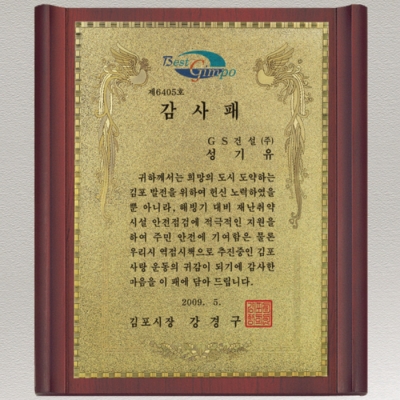 Best
Gimpo
제6405호
감사패
GS건설(주)
성기유
귀하께서는 희망의 도시 도약하는
김포 발전을 위하여 헌신 노력하였을
뿐 아니라, 해빙기 대비 재난취약
시설 안전점검에 적극적인 지원을
하여 주민 안전에 기여함은 물론
우리시 역점시책으로 추진중인 김포
사랑 운동의 귀감이 되기에 감사한
마음을 이 패에 담아 드립니다.
2009. 5.
김포시장 강경구